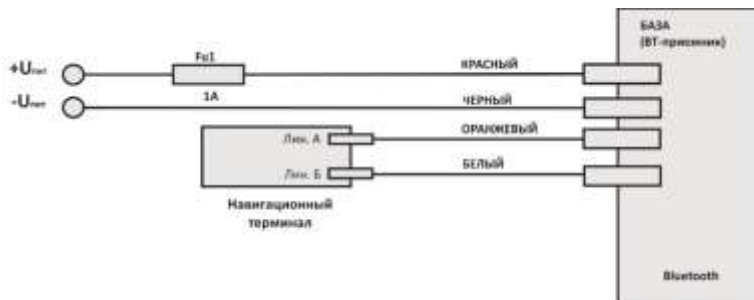 БАЗА
(BT-приемник)
Fu1
+Uпит
КРАСНЫЙ
-Uпит
1А
ЧЕРНЫЙ
ОРАНЖЕВЫЙ
Лин. А
БЕЛЫЙ
Лин. Б
Навигационный
терминал
Bluetooth